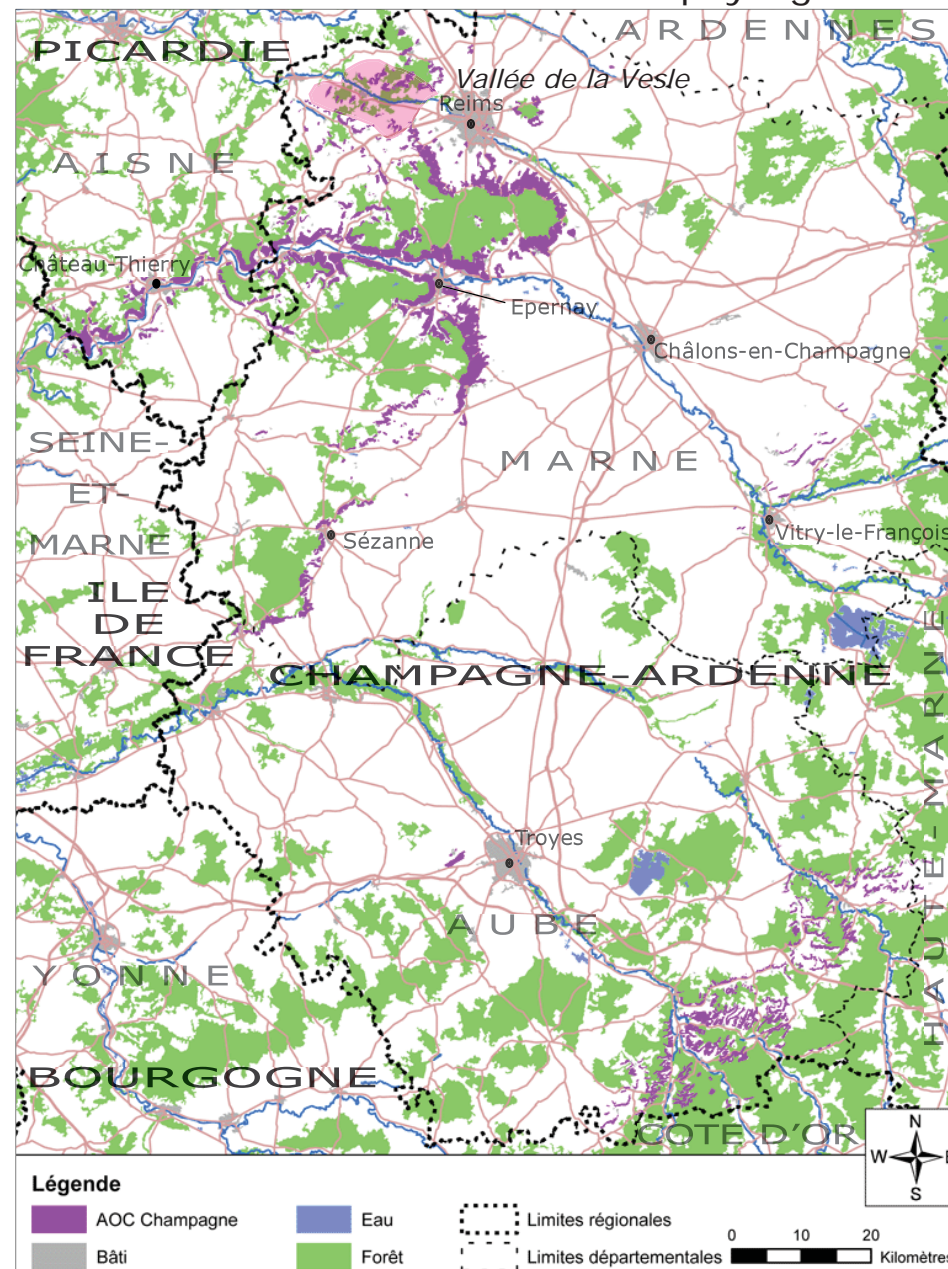 ARDENNES
PICARDIE
Vallée de la Vesle
Reims
AISNE
Château-Thierry
Epernay
Châlons-en-Champagne
SEINE-
ET-
MARNE
MARNE
Vitry-le-François
Sézanne
ILE
DE
FRANCE
CHAMPAGNE-ARDENNE
HAUTE-MARNE
Troyes
AUBE
YONNE
BOURGOGNE
COTE D'OR
N
W E
S
Légende
AOC Champagne
Eau
Limites régionales
0 10 20
Bâti
Forêt
Limites départementales
Kilomètres